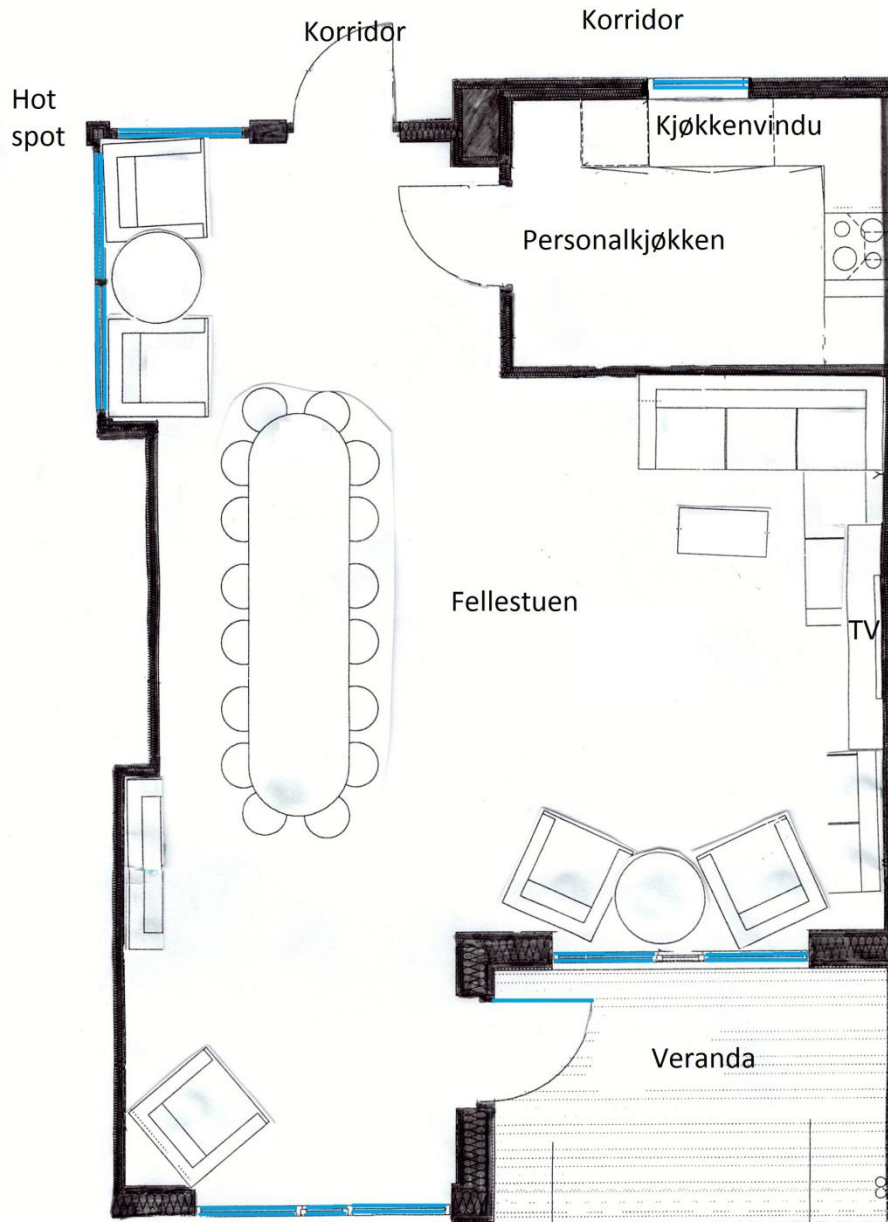 Korridor
Korridor
Hot
spot
Kjøkkenvindu
Personalkjøkken
Fellestuen
TV
Veranda